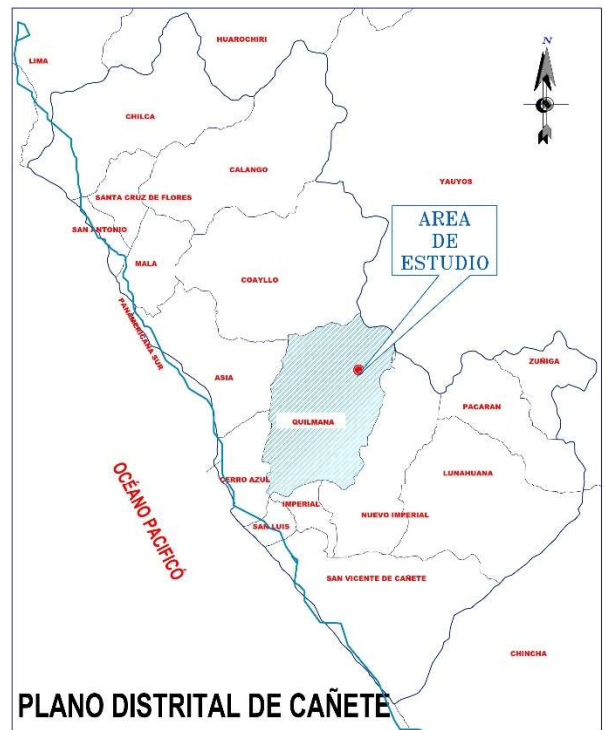 HUAROCHIRI
N
LIMA
CHILCA
CALANGO
YAUYOS
SANTA CRUZ DE FLORES
AREA
DE
ESTUDIO
SAN ANTONIO
MALA
COAYLLO
PANAMERICANA SUR
ZUÑIGA
ASIA
PACARAN
QUILMANA
LUNAHUANA
OCÉANO PACIFICÓ
CERRO AZUL
IMPERIAL
NUEVO IMPERIAL
SAN LUIS
SAN VICENTE DE CAÑETE
CHINCHA
PLANO DISTRITAL DE CAÑETE